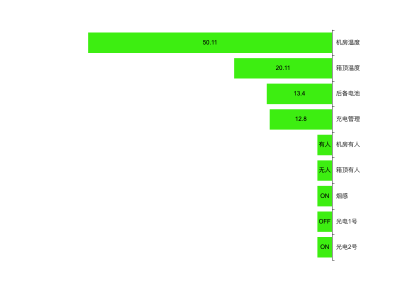 50.11 机房温度
20.11 箱顶温度
13.4 后备电池
12.8 充电管理
有人 机房有人
无人 箱顶有人
ON 烟感
OFF 光电1号
ON 光电2号